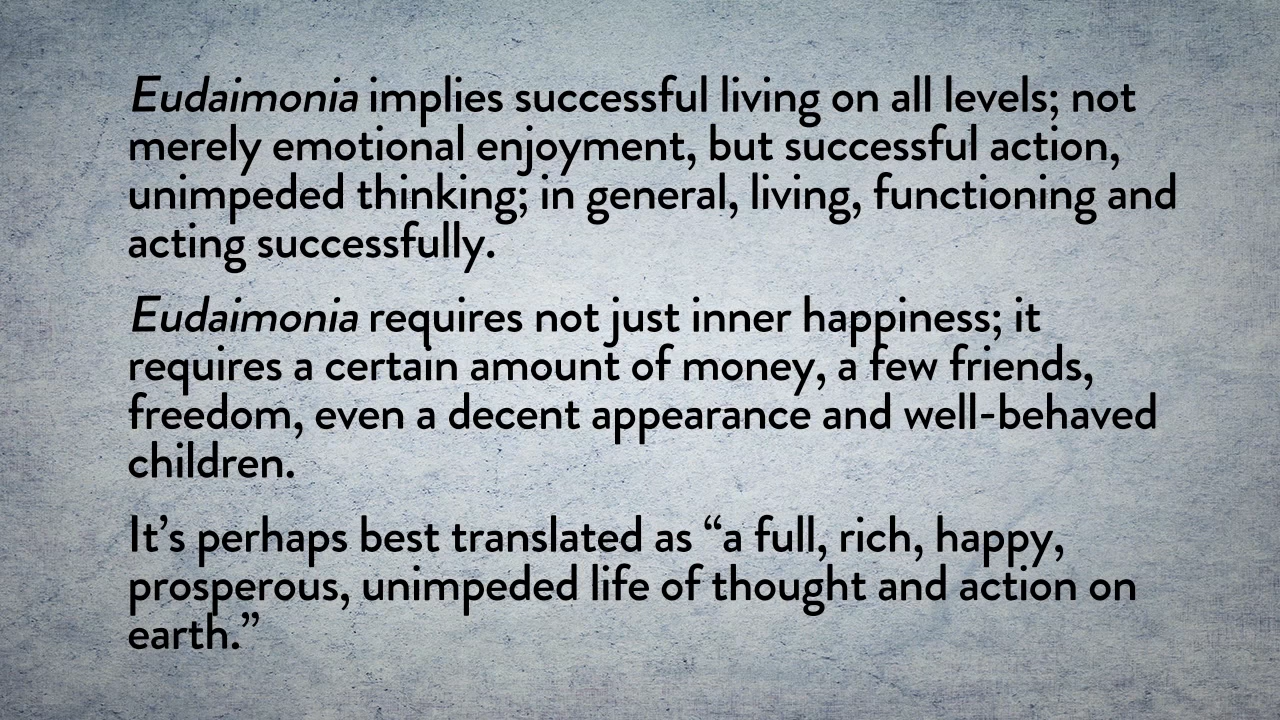 Eudaimonia implies successful living on all levels; not
merely emotional enjoyment, but successful action,
unimpeded thinking; in general, living, functioning and
acting successfully.
Eudaimonia requires not just inner happiness; it
requires a certain amount of money, a few friends,
freedom, even a decent appearance and well-behaved
children.
It’s perhaps best translated as “a full, rich, happy,
prosperous, unimpeded life of thought and action on
earth.”